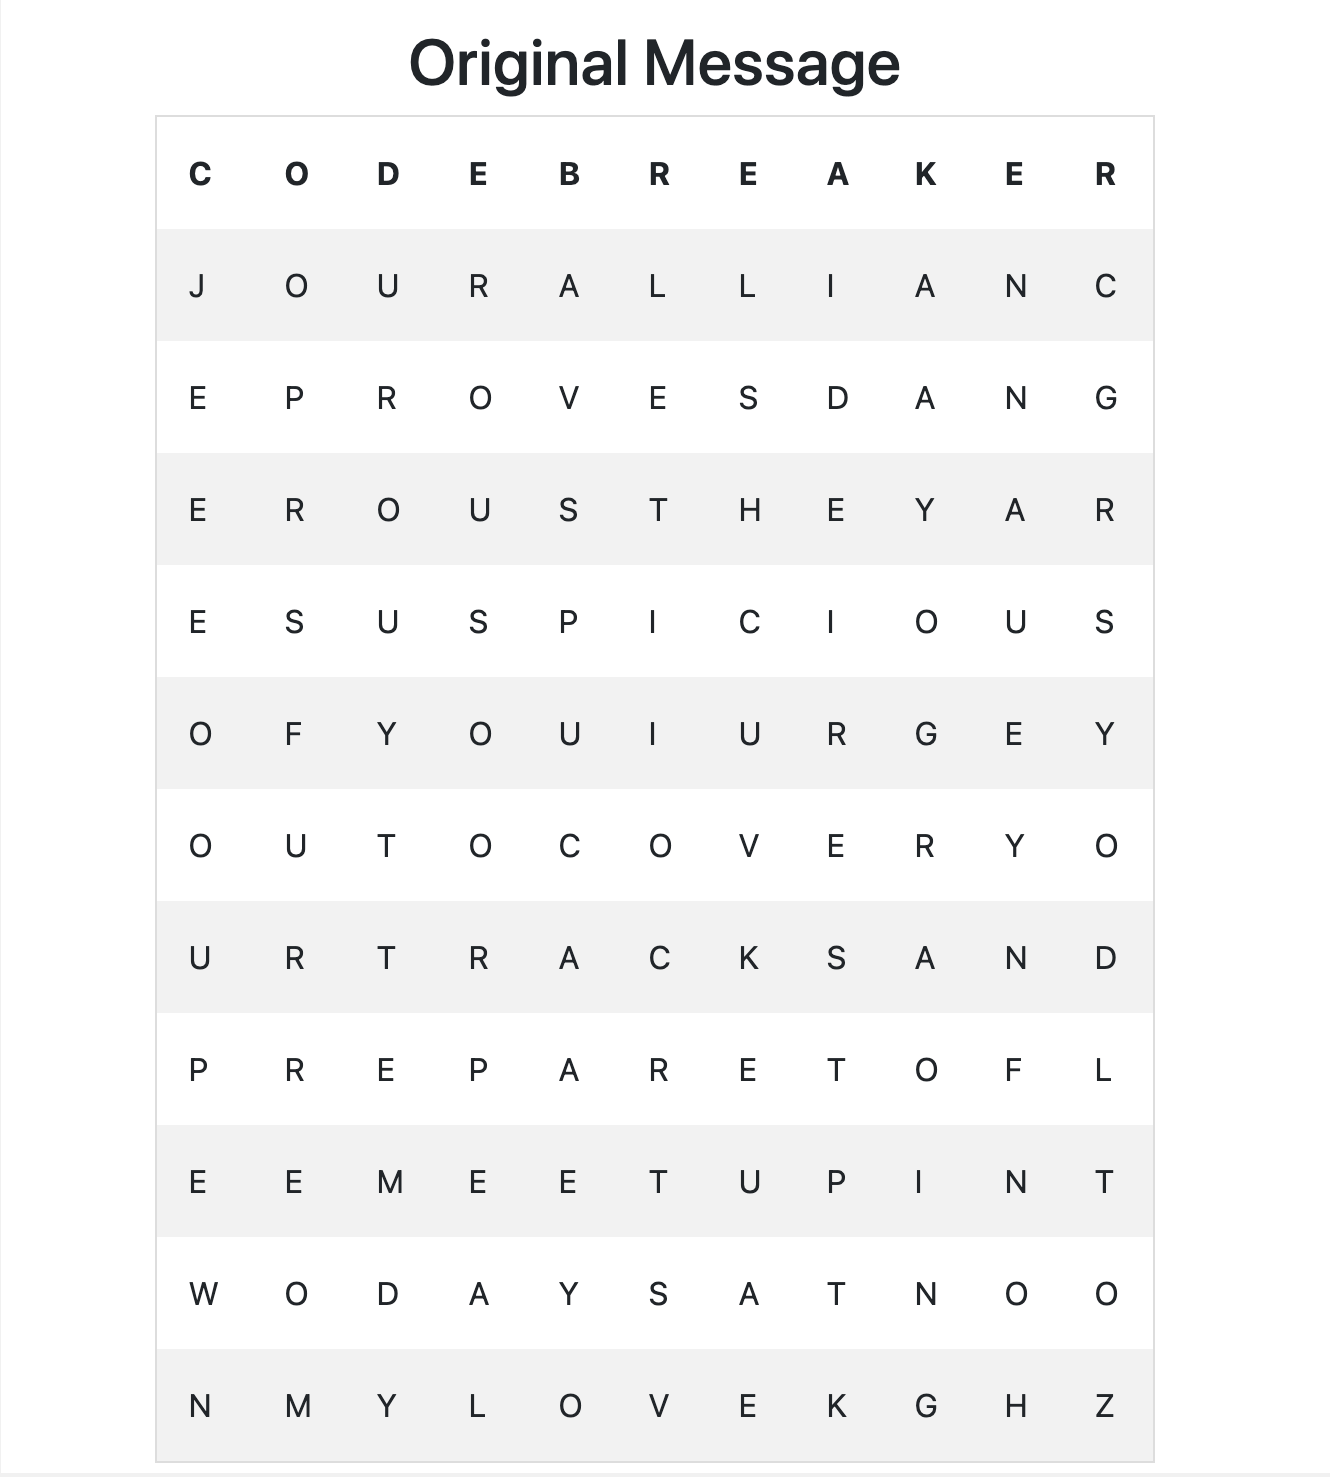 Original Message
C O D E B R E A K E R
J O U R A L L I A N C
E P R O V E S D A N G
E R O U S T H E Y A R
E S U S P I C I O U S
O F Y O U I U R G E Y
O U T O C O V E R Y O
U R T R A C K S A N D
P R E P A R E T O F L
E E M E E T U P I N T
W O D A Y S A T N O O
N M Y L O V E K G H Z